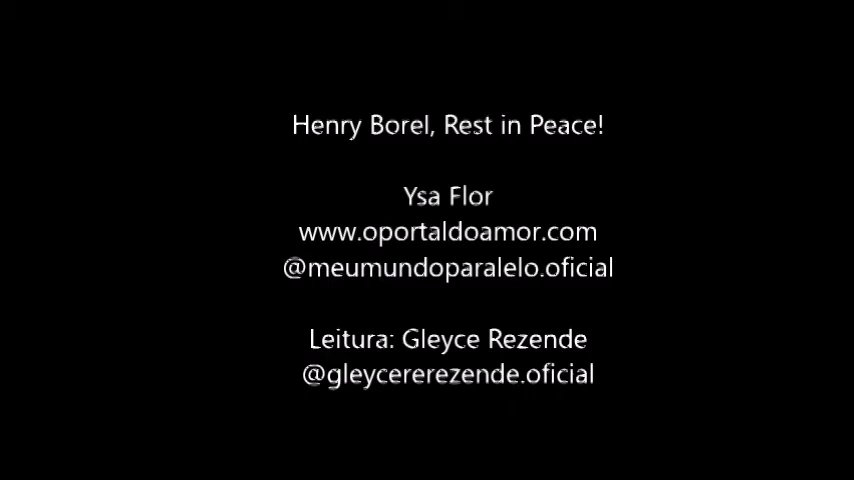 Henry Borel, Rest in Peace!
Ysa Flor
www.oportaldoamor.com
@meumundoparalelo.oficial
Leitura: Gleyce Rezende
@gleycererezende.oficial